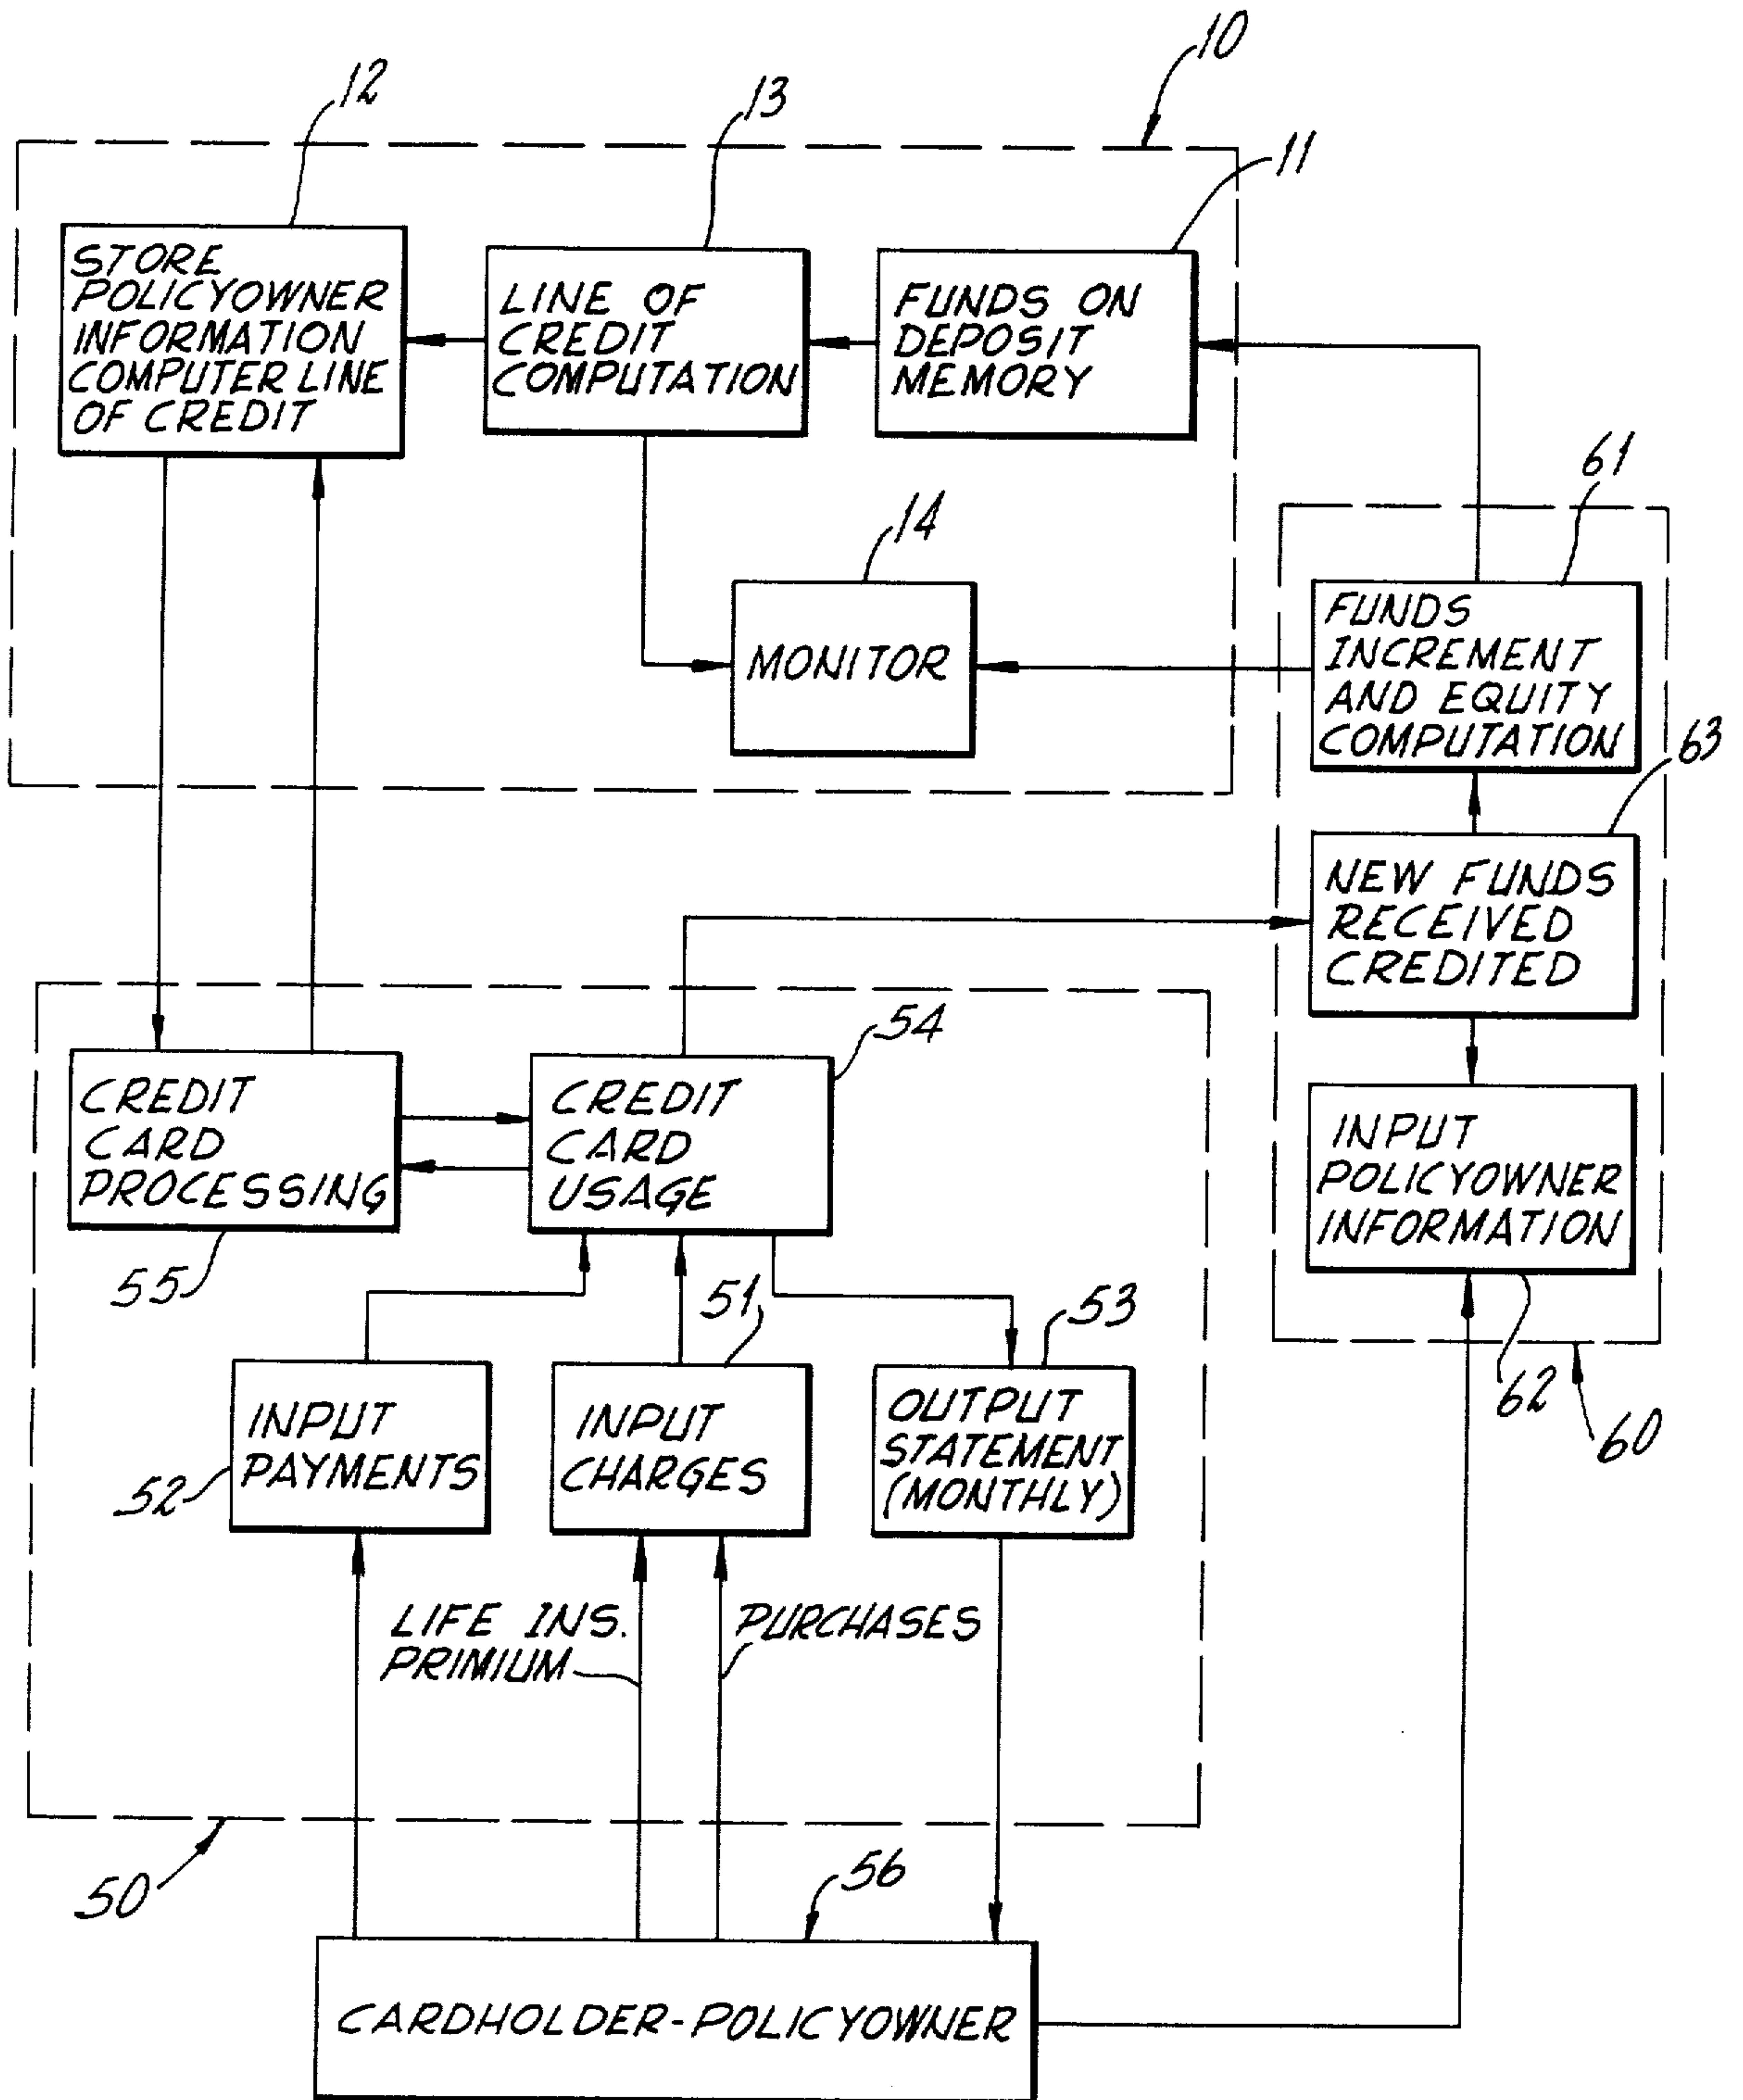 10
12
13
11
STORE
POLICYOWNER
INFORMATION
COMPUTER LINE
OF CREDIT
LINE OF
CREDIT
COMPUTATION
FUNDS ON
DEPOSIT
MEMORY
61
14
MONITOR
FUNDS
INCREMENT
AND EQUITY
COMPUTATION
63
NEW FUNDS
RECEIVED
CREDITED
54
CREDIT
CARD
PROCESSING
CREDIT
CARD
USAGE
INPUT
POLICYOWNER
INFORMATION
55
51
53
62
60
INPUT
PAYMENTS
52
INPUT
CHARGES
OUTPUT
STATEMENT
(MONTHLY)
LIFE INS.
PRIMIUM
PURCHASES
50
56
CARDHOLDER-POLICYOWNER